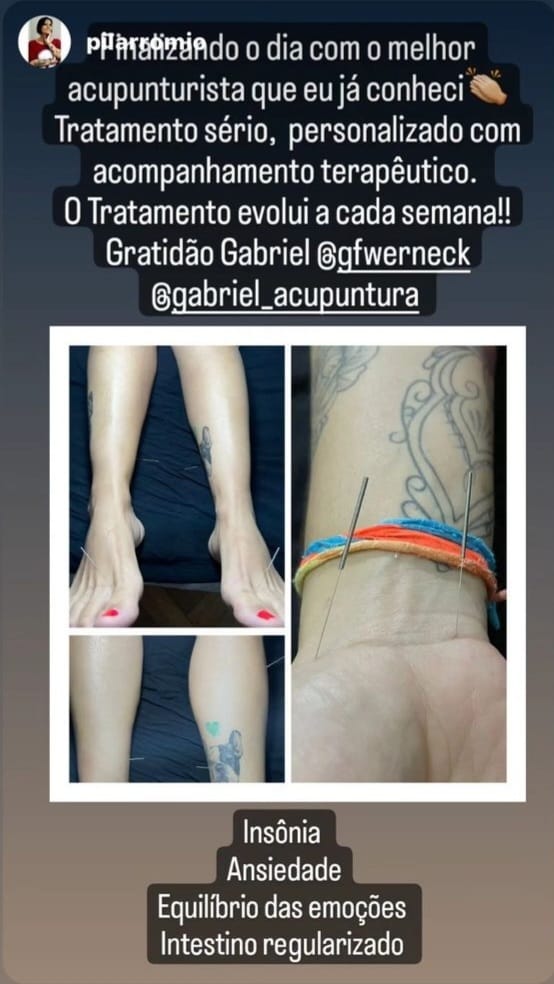 pilarromio
Finalizando o dia com o melhor
acupunturista que eu já conheci
Tratamento sério, personalizado com
acompanhamento terapêutico.
O Tratamento evolui a cada semana!!
Gratidão Gabriel @gfwerneck
@gabriel_acupuntura
Insônia
Ansiedade
Equilíbrio das emoções
Intestino regularizado